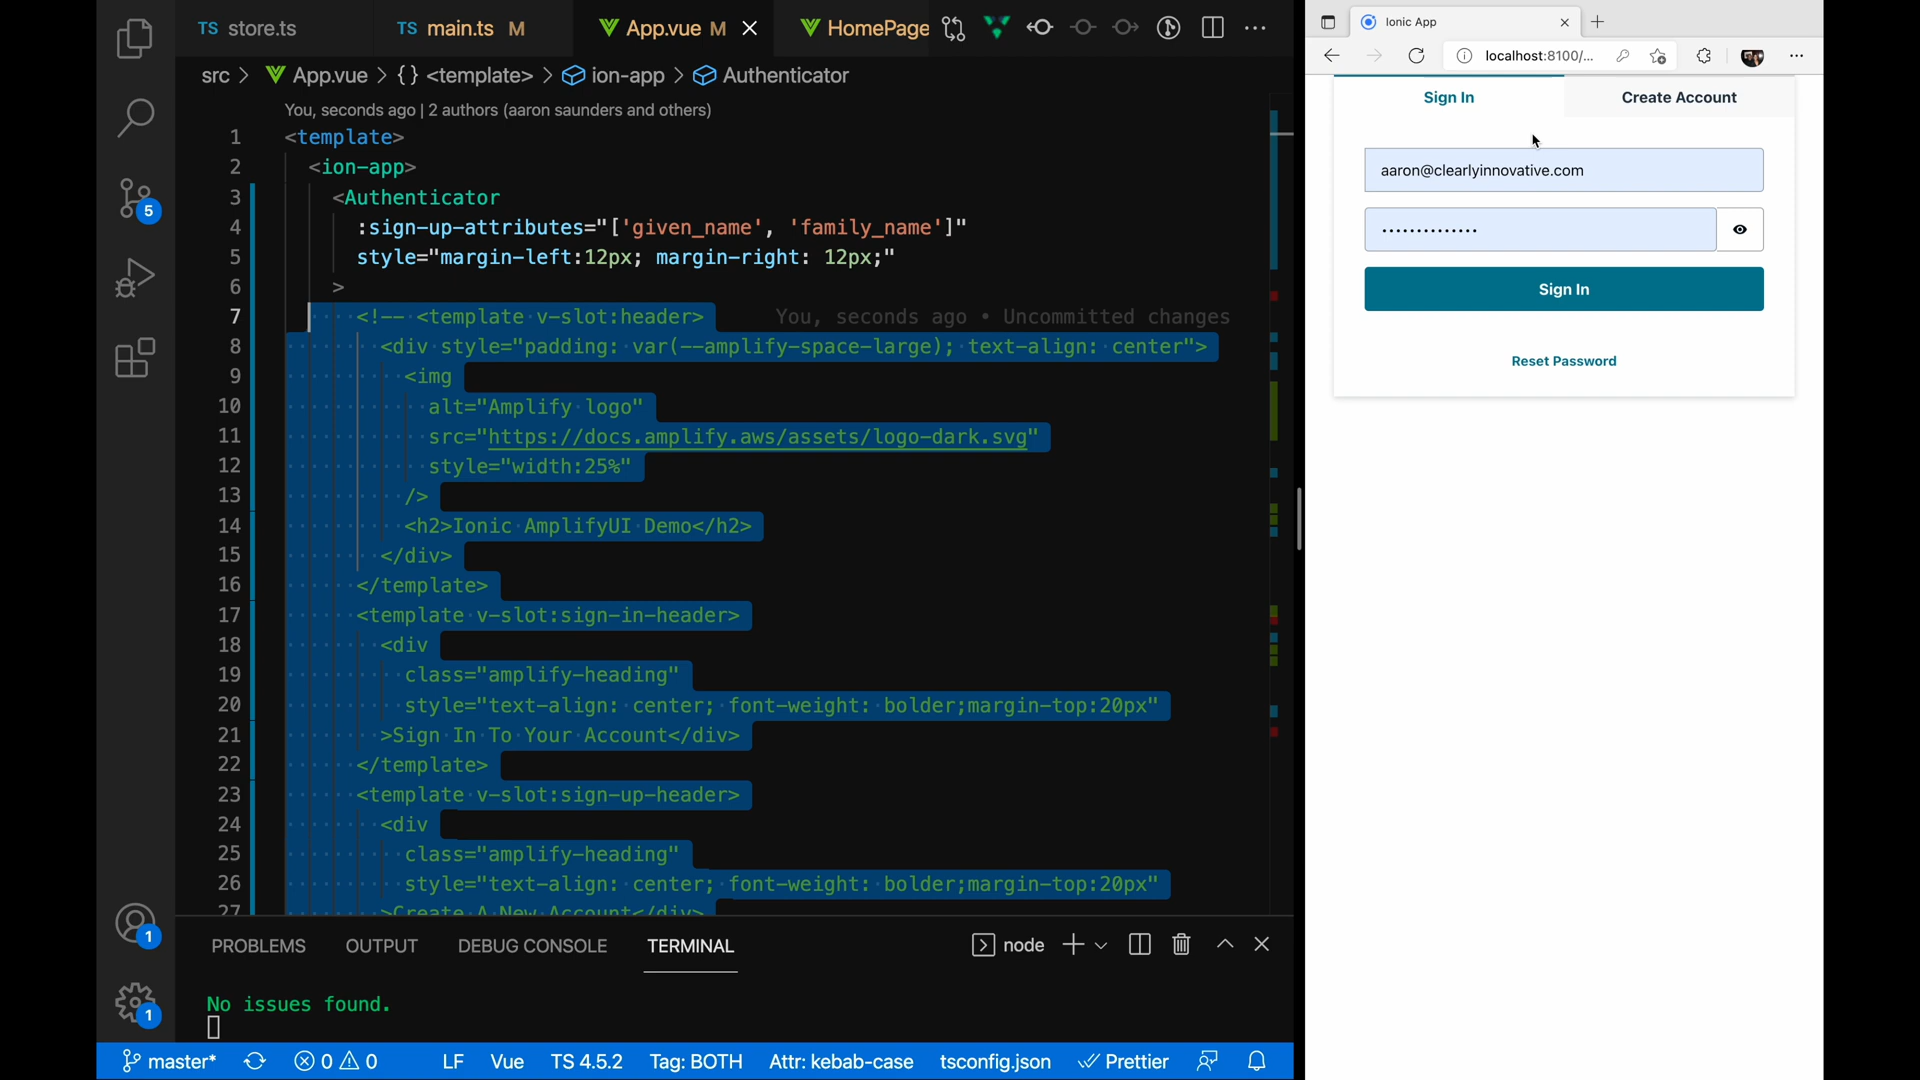 TS store.ts
TS main.ts M
App.vue M
HomePage
src > App.vue > {} <template> > ion-app > Authenticator
You, seconds ago | 2 authors (aaron saunders and others)
1 <template>
2 <ion-app>
3 <Authenticator
4 :sign-up-attributes="['given_name', 'family_name']"
5 style="margin-left:12px; margin-right: 12px;"
6 >
7 <!-- <template v-slot:header> You, seconds ago • Uncommitted changes
8 <div style="padding: var(--amplify-space-large); text-align: center">
9 <img
10 alt="Amplify logo"
11 src="https://docs.amplify.aws/assets/logo-dark.svg"
12 style="width:25%"
13 />
14 <h2>Ionic AmplifyUI Demo</h2>
15 </div>
16 </template>
17 <template v-slot:sign-in-header>
18 <div
19 class="amplify-heading"
20 style="text-align: center; font-weight: bolder;margin-top:20px"
21 >Sign In To Your Account</div>
22 </template>
23 <template v-slot:sign-up-header>
24 <div
25 class="amplify-heading"
26 style="text-align: center; font-weight: bolder;margin-top:20px"
27 >Create A New Account</div>
5
1
1
PROBLEMS OUTPUT DEBUG CONSOLE TERMINAL node
No issues found.
master* 0 0 LF Vue TS 4.5.2 Tag: BOTH Attr: kebab-case tsconfig.json Prettier
Ionic App
localhost:8100/...
Sign In
Create Account
aaron@clearlyinnovative.com
Sign In
Reset Password